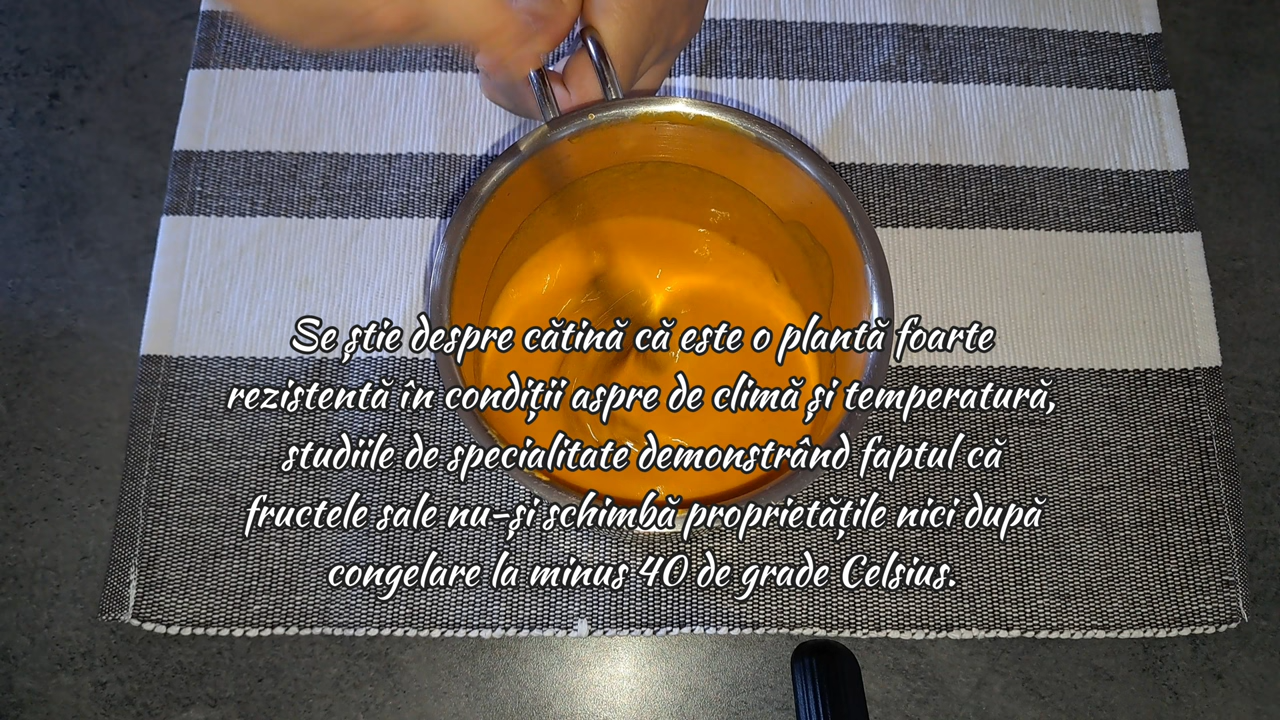 Se știe despre cătină că este o plantă foarte
rezistentă în condiții aspre de climă și temperatură,
studiile de specialitate demonstrând faptul că
fructele sale nu-și schimbă proprietățile nici după
congelare la minus 40 de grade Celsius.